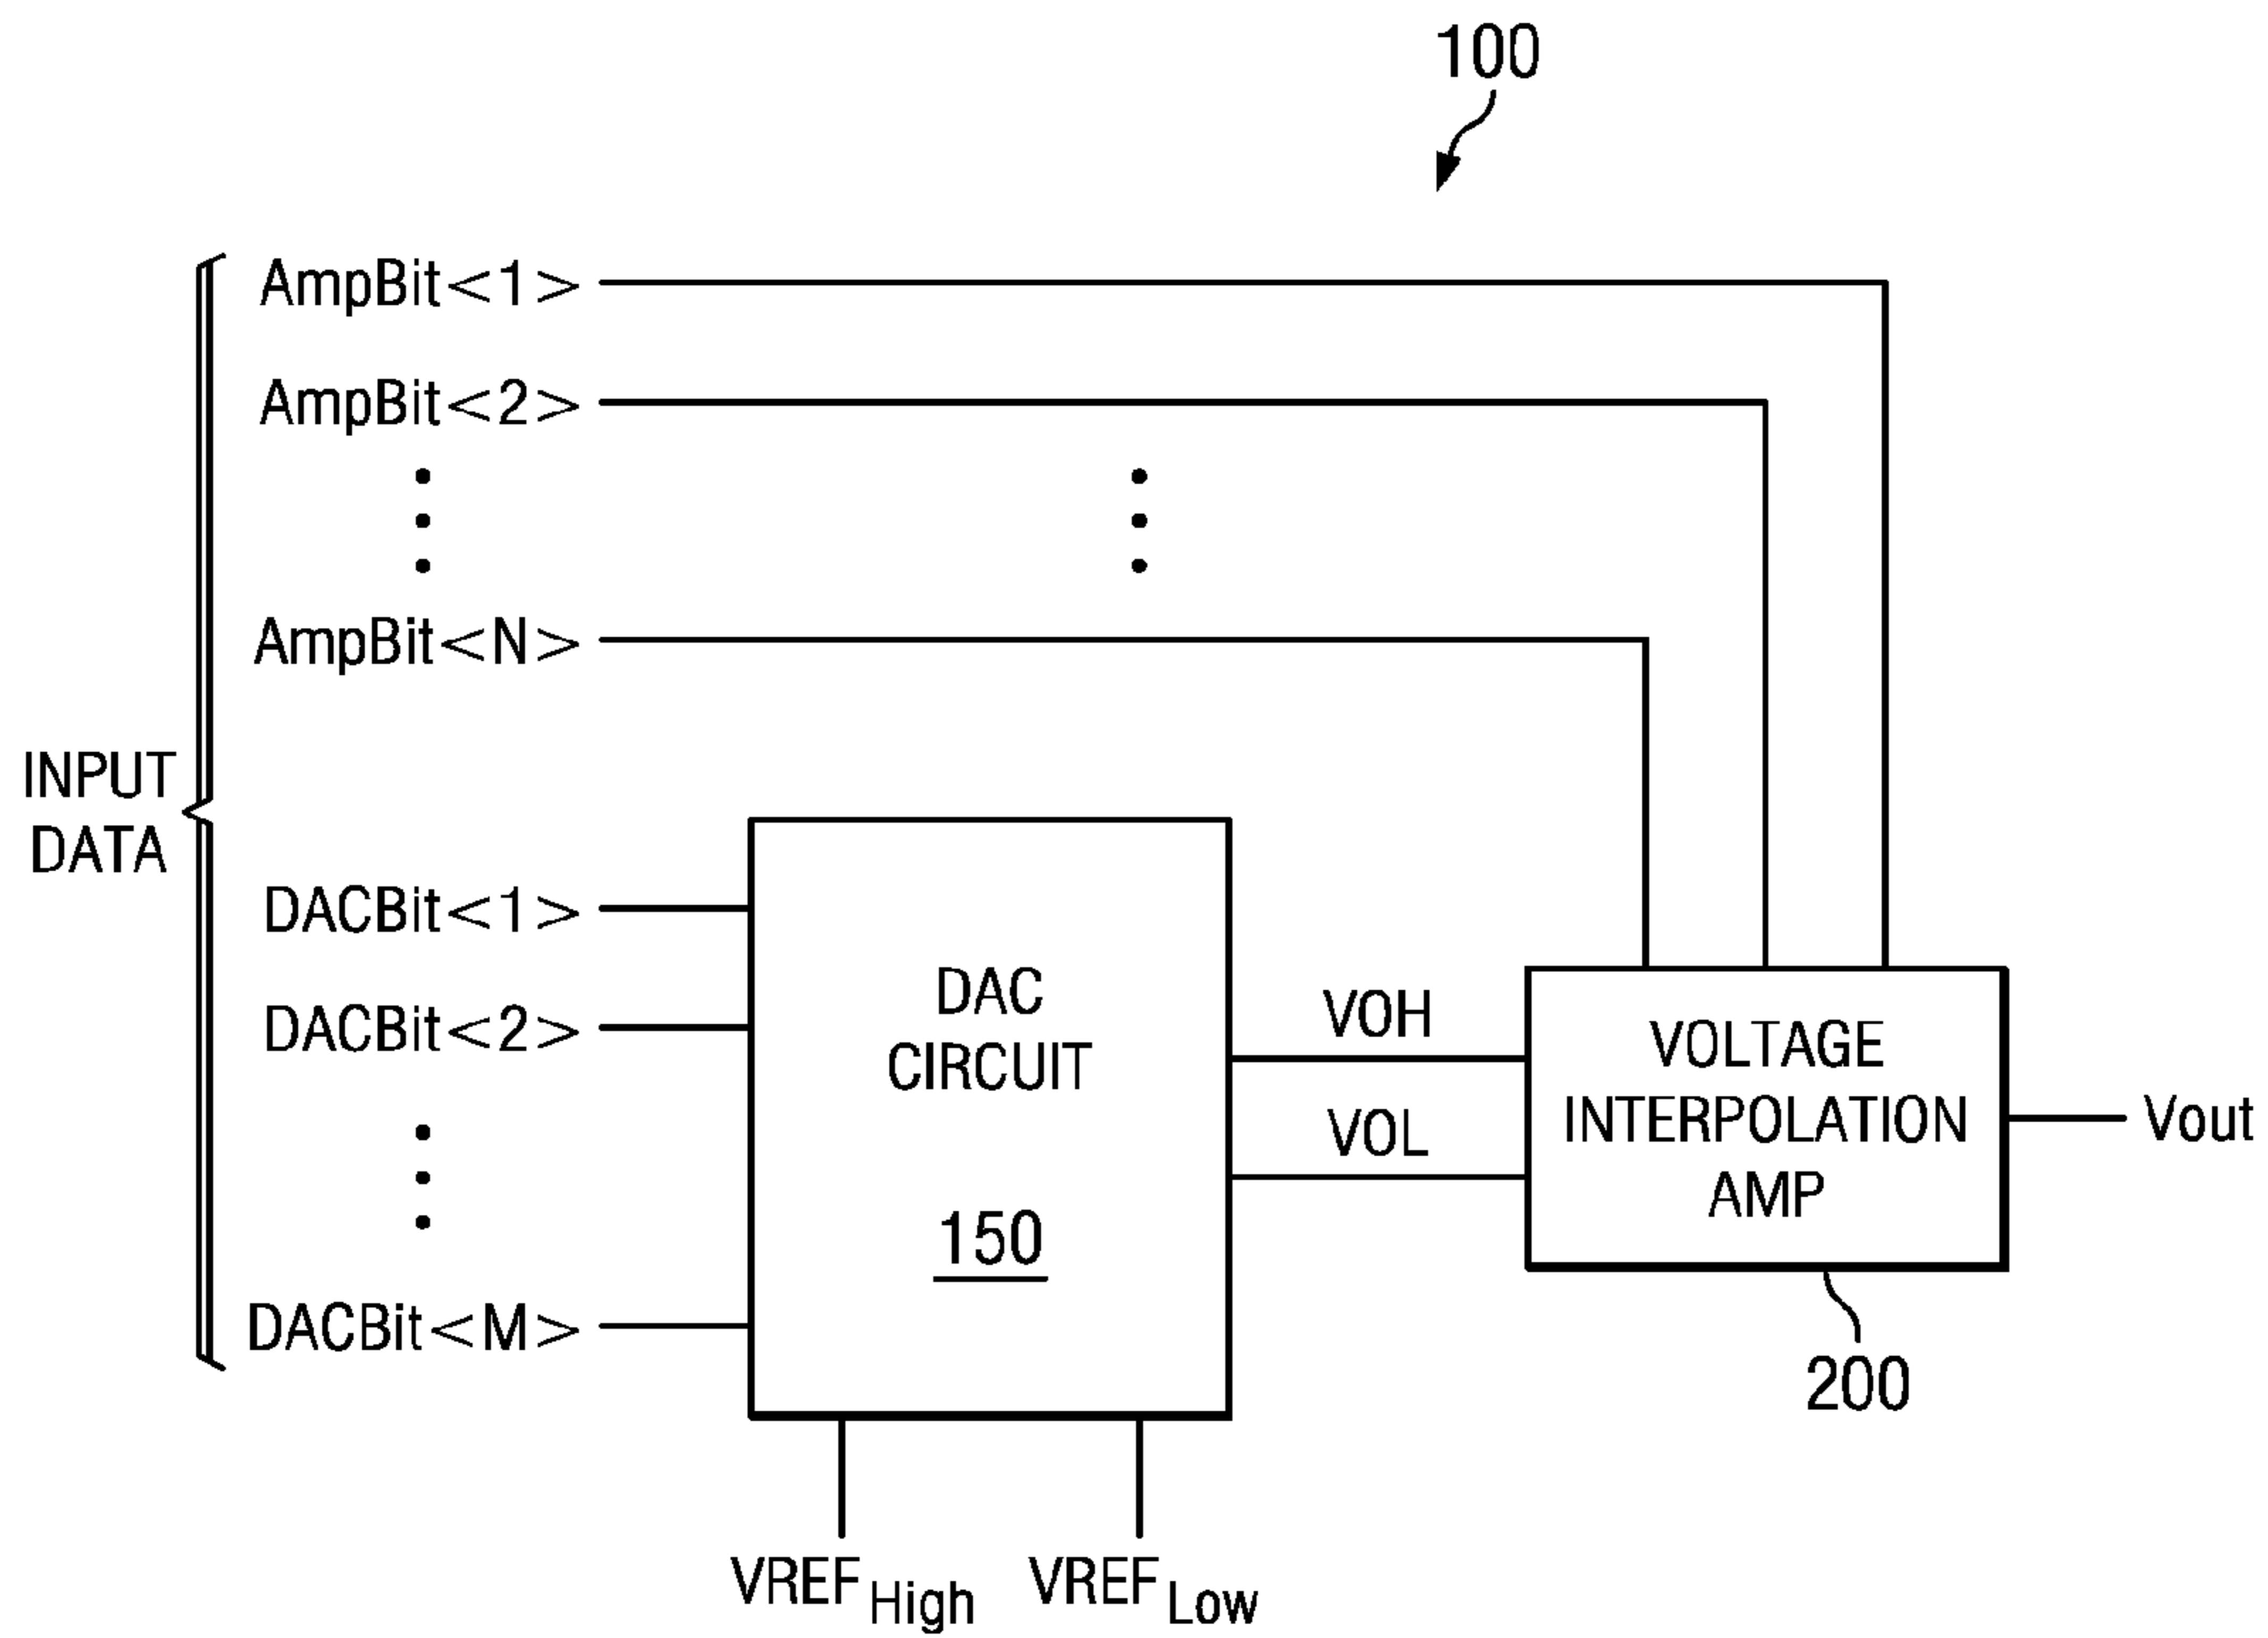 100
AmpBit<1>
AmpBit<2>
AmpBit<N>
INPUT
DATA
DACBit<1>
DACBit<2>
DACBit<M>
DAC
CIRCUIT
150
VOH
VOL
VOLTAGE
INTERPOLATION
AMP
Vout
200
VREFHigh
VREFLow